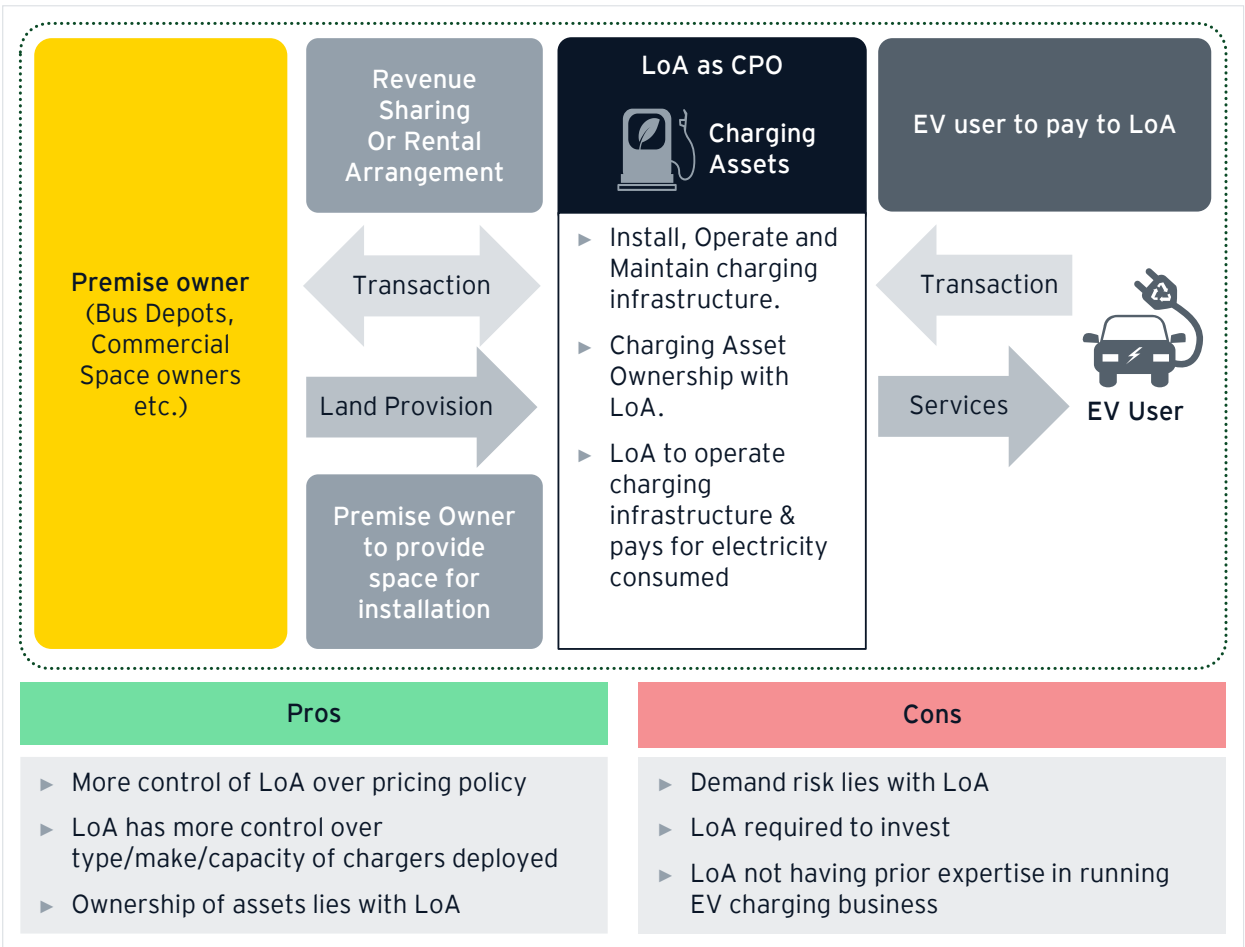 Premise owner
(Bus Depots,
Commercial
Space owners
etc.)
Revenue
Sharing
Or Rental
Arrangement
Transaction
Land Provision
Premise Owner
to provide
space for
installation
LoA as CPO
Charging
Assets
► Install, Operate and
Maintain charging
infrastructure.
► Charging Asset
Ownership with
LoA.
► LoA to operate
charging
infrastructure &
pays for electricity
consumed
EV user to pay to LoA
Transaction
Services
EV User
Pros
► More control of LoA over pricing policy
► LoA has more control over
type/make/capacity of chargers deployed
► Ownership of assets lies with LoA
Cons
► Demand risk lies with LoA
► LoA required to invest
► LoA not having prior expertise in running
EV charging business